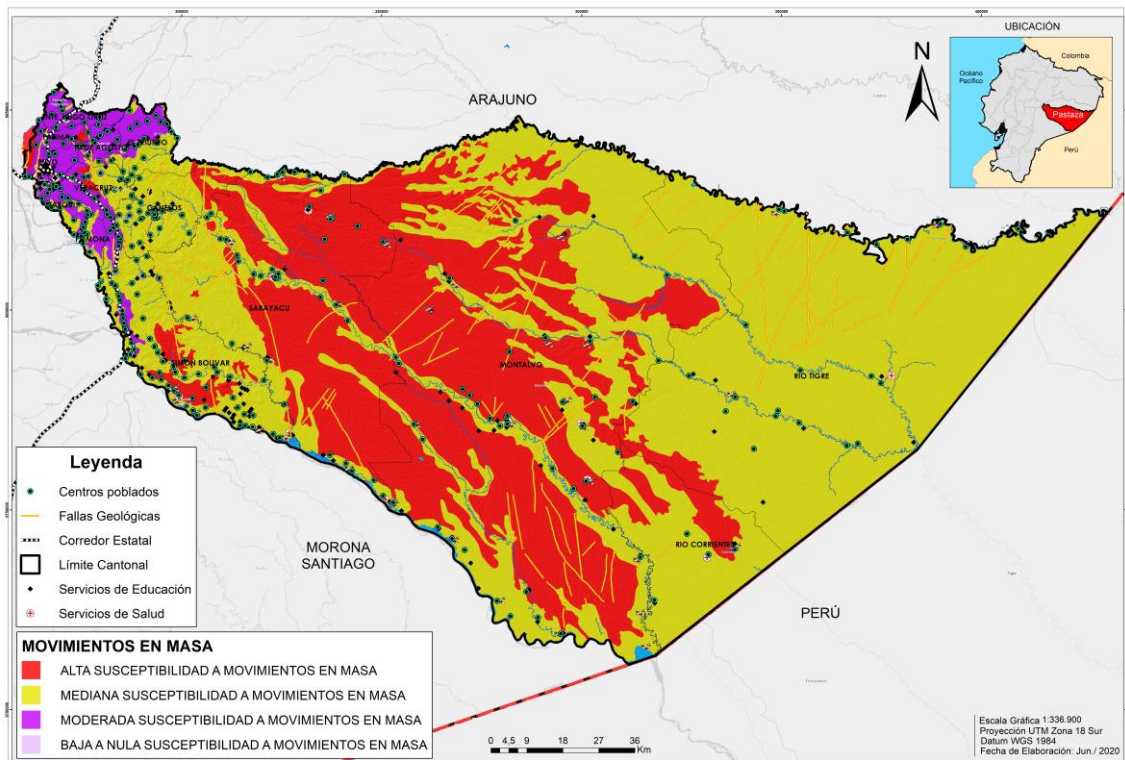 UBICACIÓN
Colombia
Océano
Pacífico
Pastaza
Perú
N
ARAJUNO
VERACRUZ
CANELOS
SARAYACU
SIMON BOLIVAR
MONTALVO
RIO TIGRE
RIO CORRIENTES
MORONA
SANTIAGO
PERÚ
Leyenda
Centros poblados
Fallas Geológicas
Corredor Estatal
Límite Cantonal
Servicios de Educación
Servicios de Salud
MOVIMIENTOS EN MASA
ALTA SUSCEPTIBILIDAD A MOVIMIENTOS EN MASA
MEDIANA SUSCEPTIBILIDAD A MOVIMIENTOS EN MASA
MODERADA SUSCEPTIBILIDAD A MOVIMIENTOS EN MASA
BAJA A NULA SUSCEPTIBILIDAD A MOVIMIENTOS EN MASA
0 4,5 9 18 27 36
Km
Escala Gráfica 1:336.900
Proyección UTM Zona 18 Sur
Datum WGS 1984
Fecha de Elaboración: Jun./ 2020